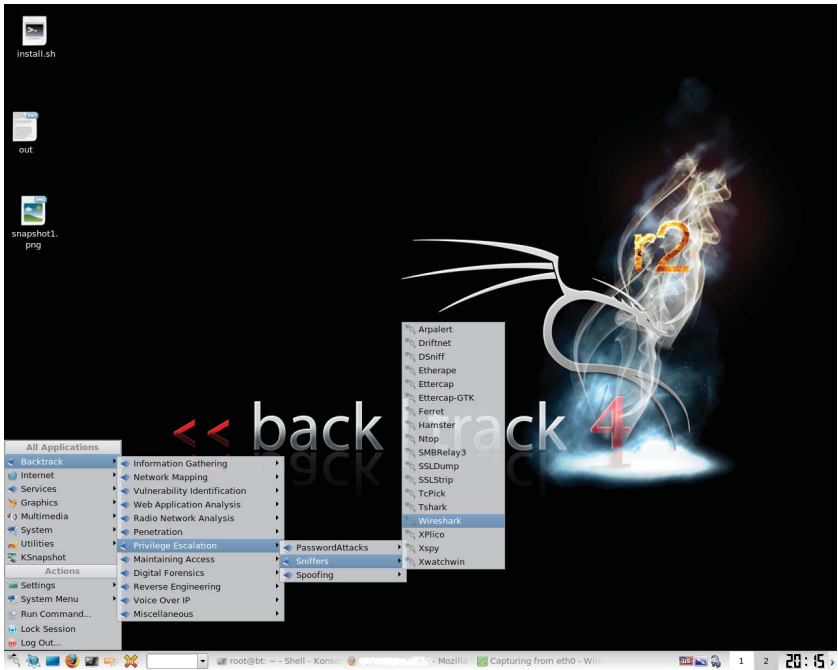 install.sh
out
snapshot1.
png
r2
<< back | track 4
All Applications
Backtrack
Internet
Services
Graphics
Multimedia
System
Utilities
KSnapshot
Actions
Settings
System Menu
Run Command...
Lock Session
Log Out...
Information Gathering
Network Mapping
Vulnerability Identification
Web Application Analysis
Radio Network Analysis
Penetration
Privilege Escalation
Maintaining Access
Digital Forensics
Reverse Engineering
Voice Over IP
Miscellaneous
PasswordAttacks
Sniffers
Spoofing
Arpalert
Driftnet
DSniff
Etherape
Ettercap
Ettercap-GTK
Ferret
Hamster
Ntop
SMBRelay3
SSLDump
SSLStrip
TcPick
Tshark
Wireshark
XPlico
Xspy
Xwatchwin
root@bt: ~ - Shell - Konsol
- Mozilla
Capturing from eth0 - Wire
US
1
2
20:15